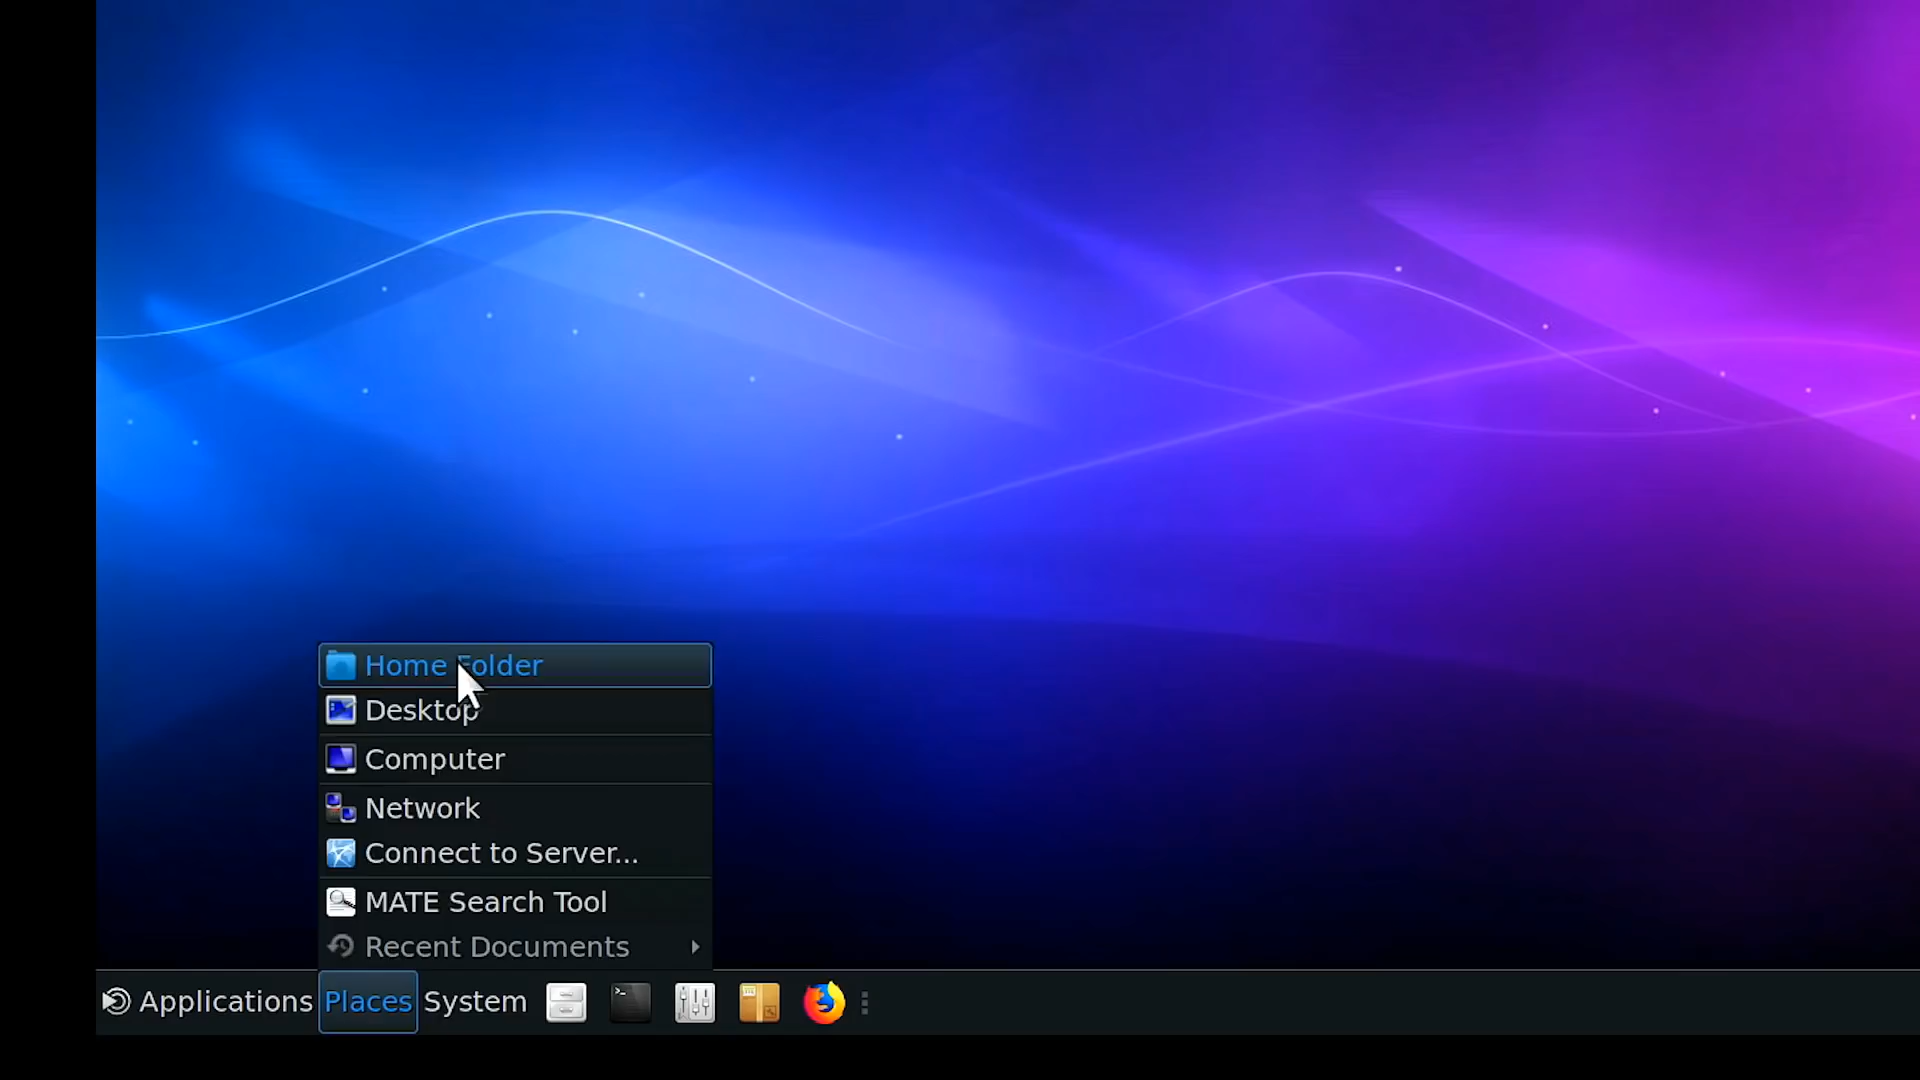 Home Folder
Desktop
Computer
Network
Connect to Server...
MATE Search Tool
Recent Documents
Applications Places System